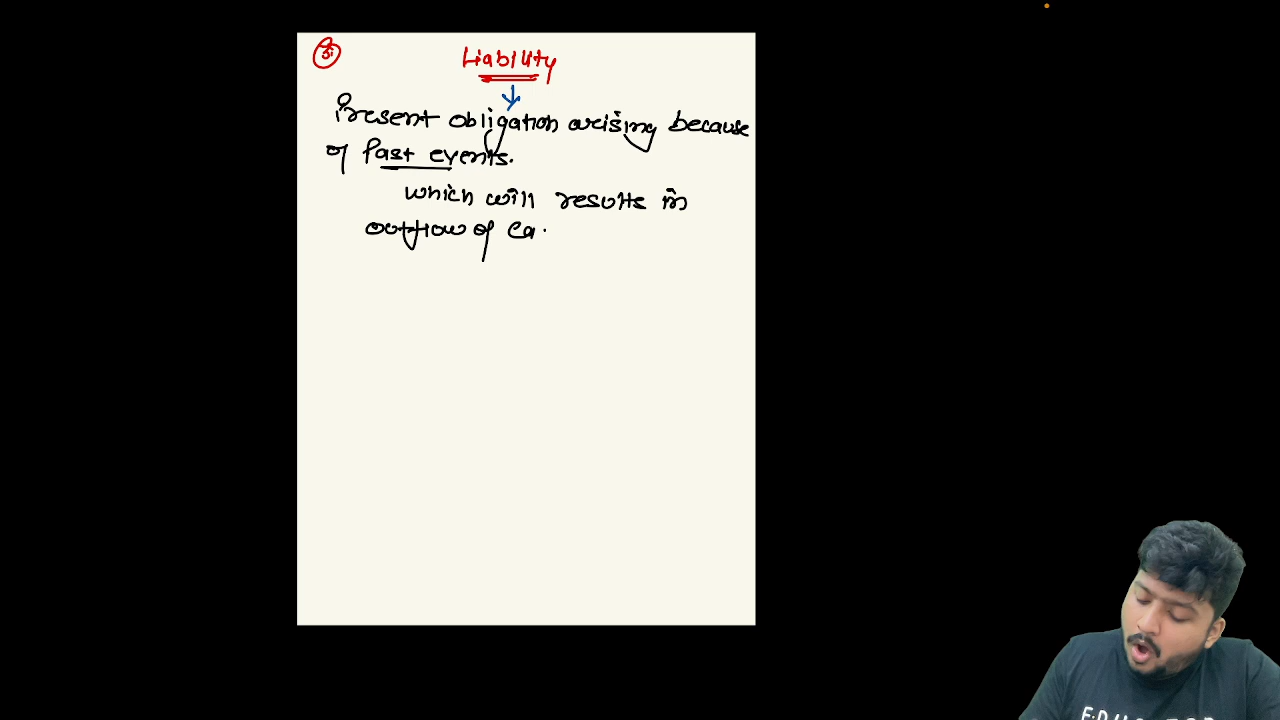 Liability
Present obligation arising because
of Past events.
which will results in
outflow of Ca